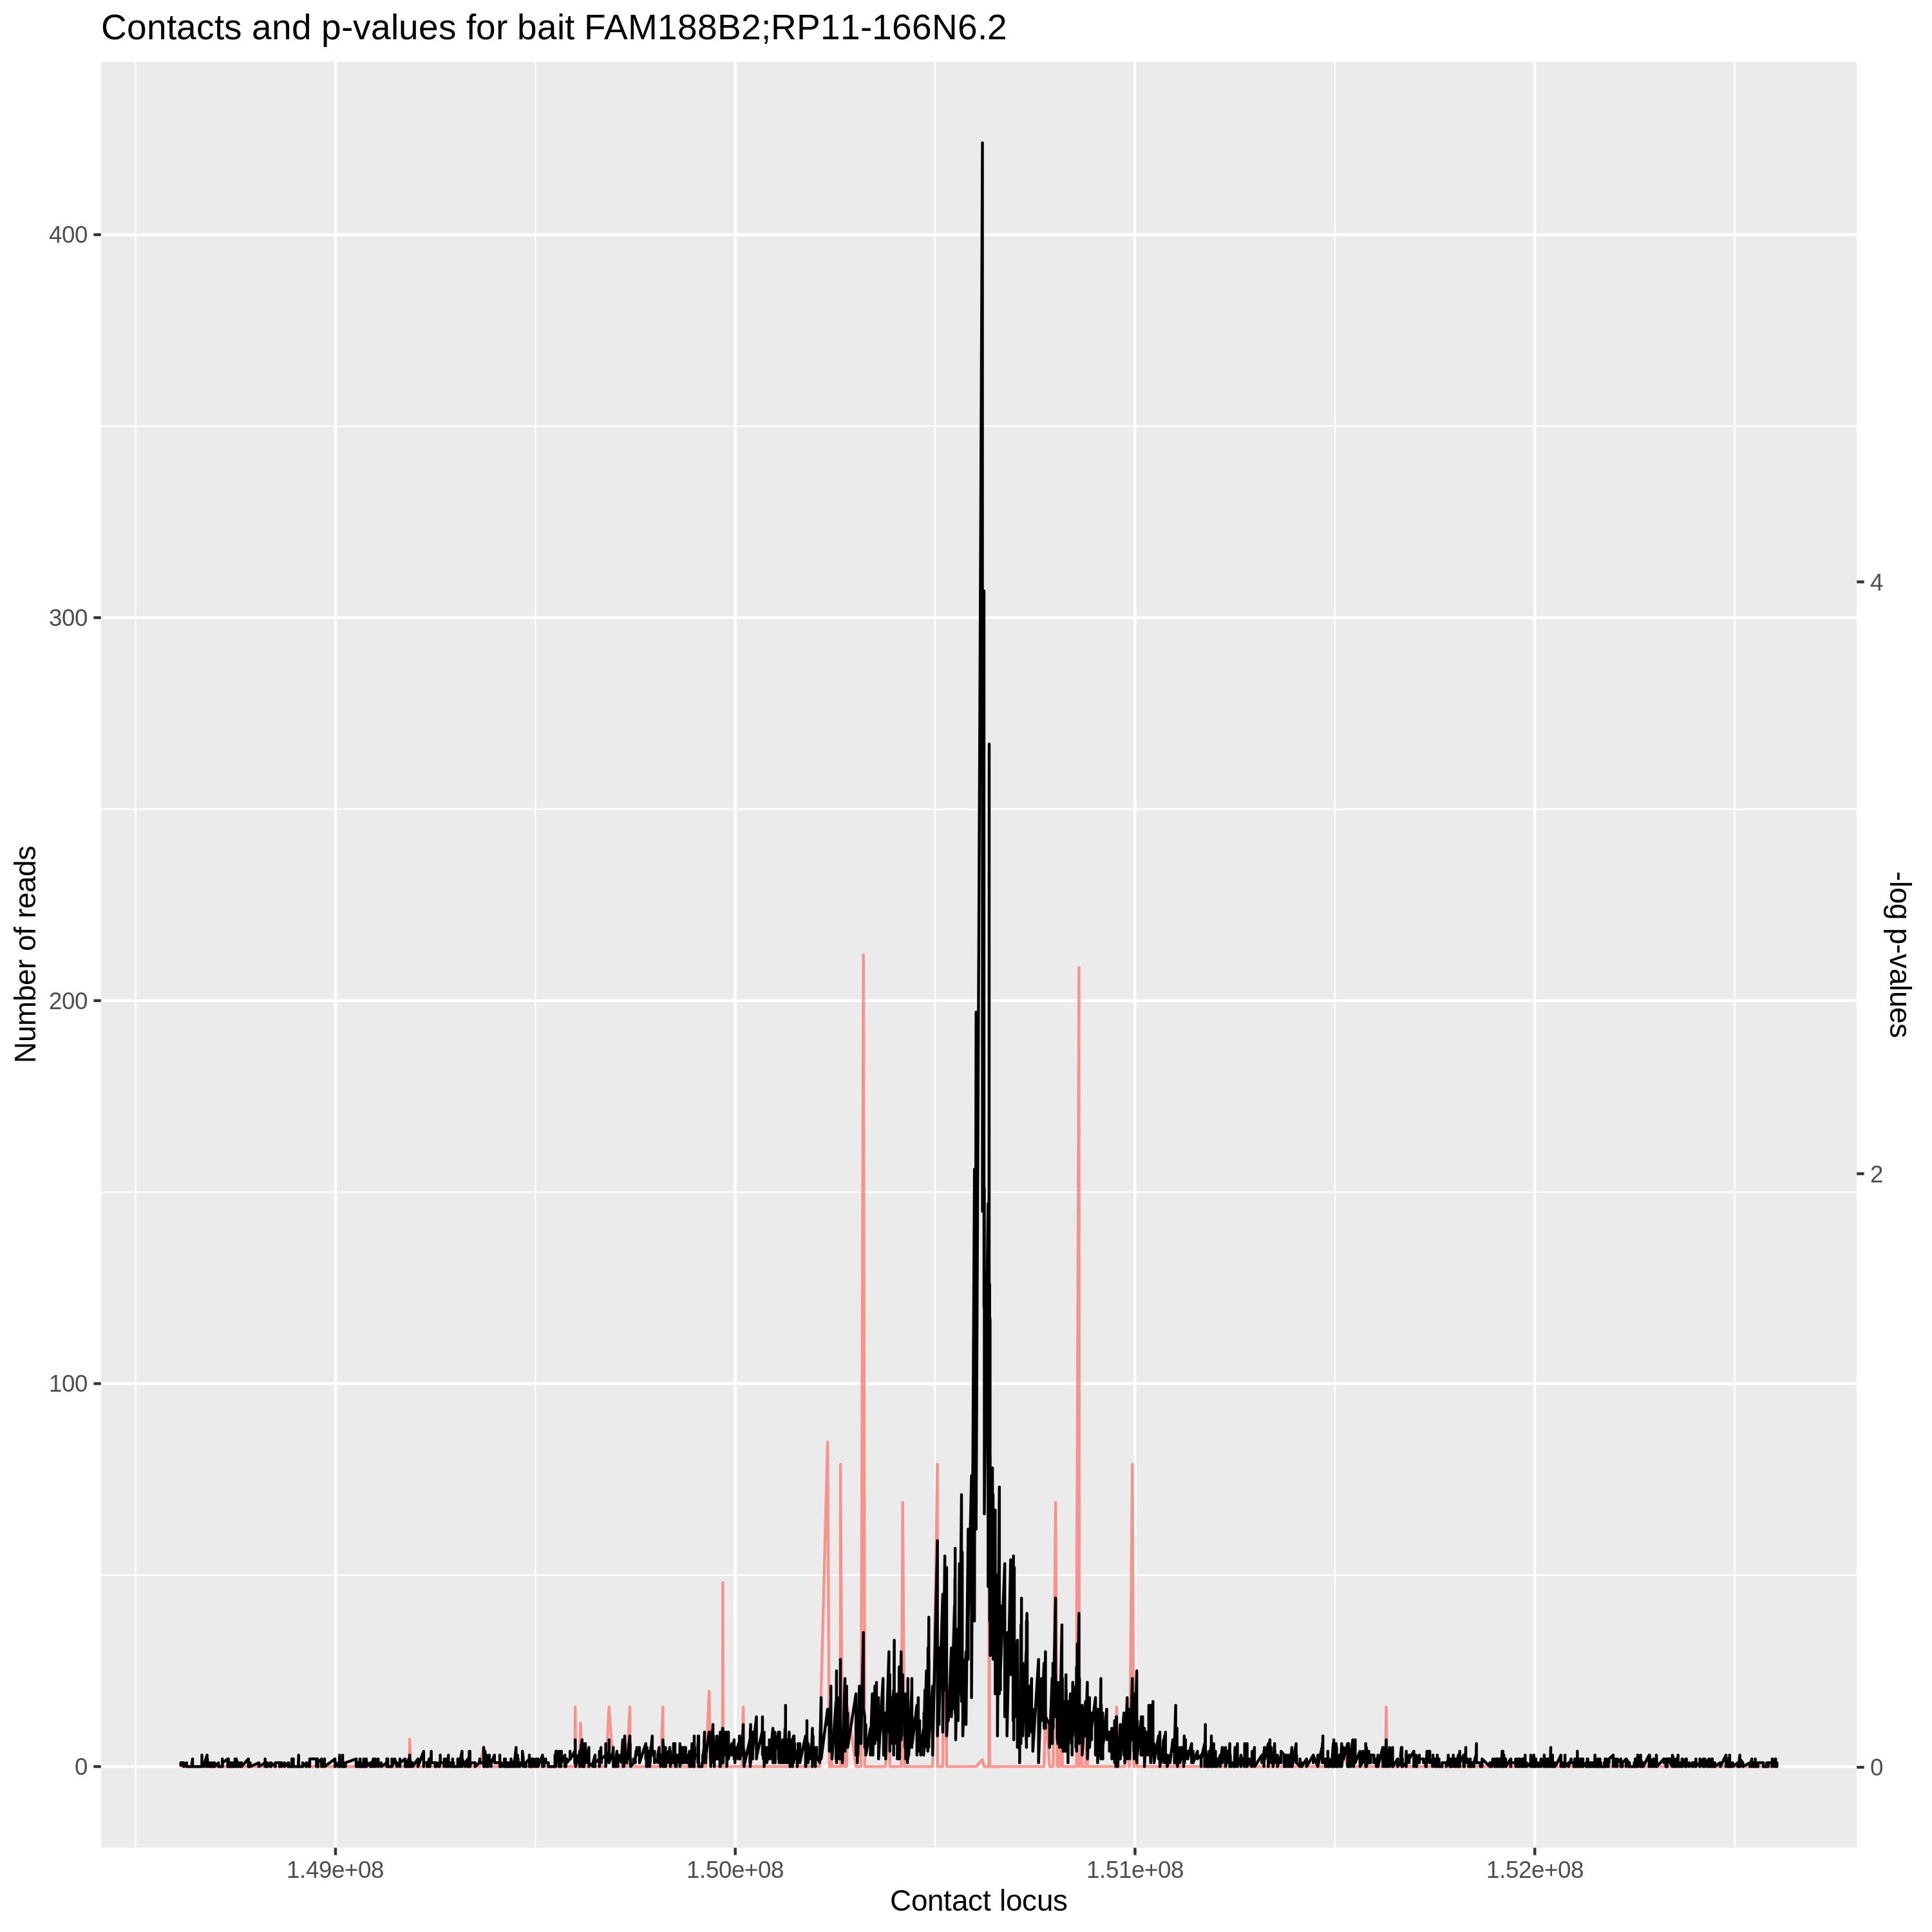 Contacts and p-values for bait FAM188B2;RP11-166N6.2
Number of reads
400
300
200
100
0
4
2
0
-log p-values
1.49e+08
1.50e+08
1.51e+08
1.52e+08
Contact locus